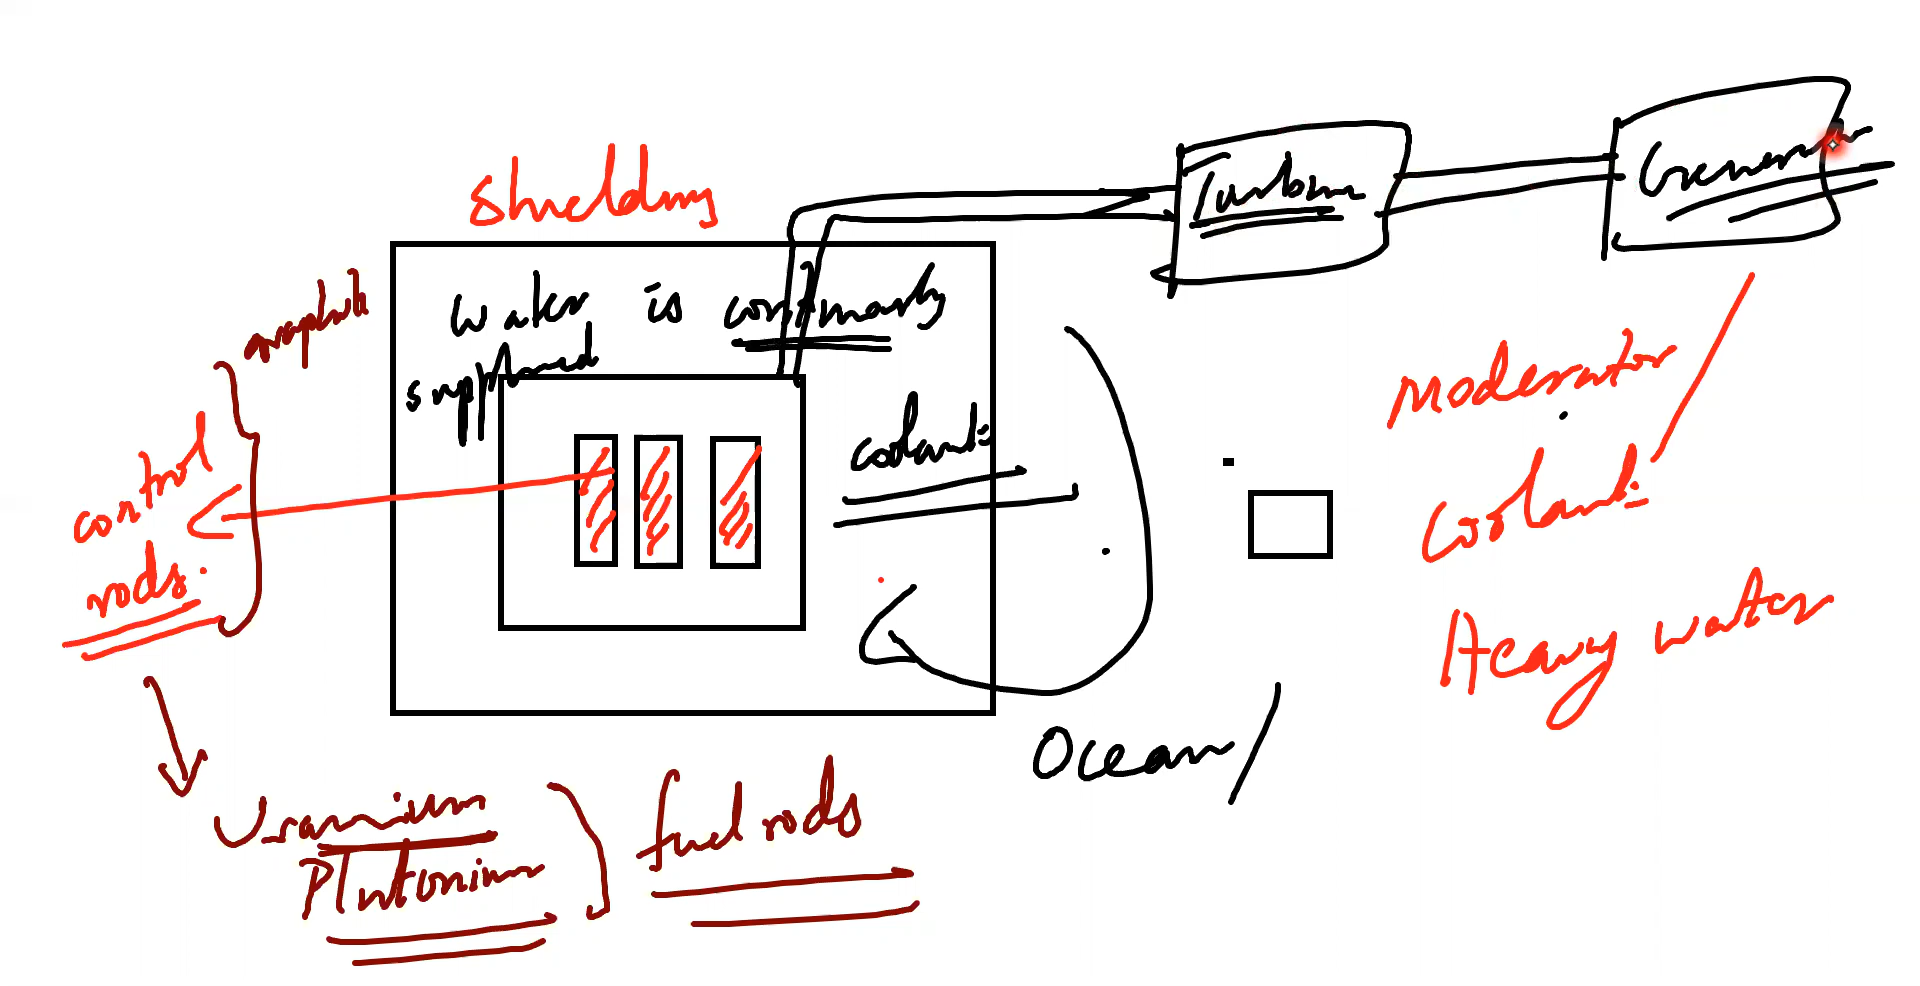 shielding
Turbine
Generator
water is continuously
supplied
graphite
control
rods.
coolant:
Moderator
coolant:
Heavy water
Ocean/
Uranium
Plutonium
fuel rods